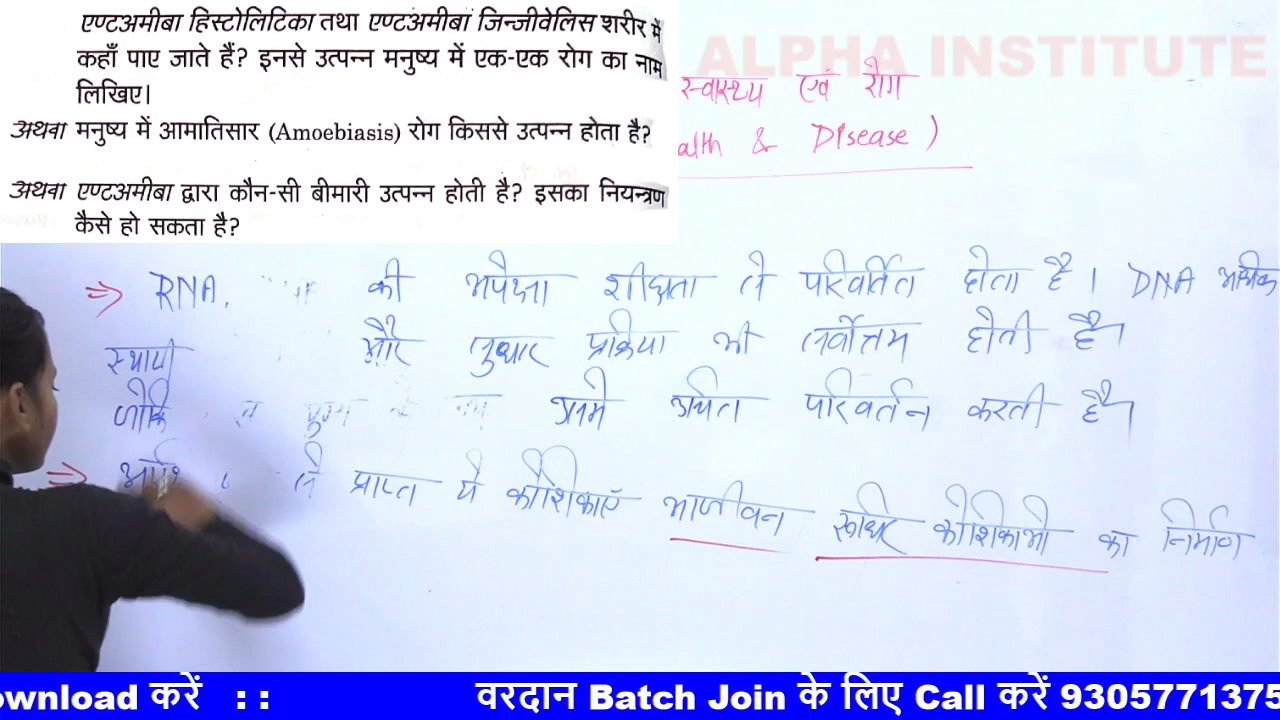 एण्टअमीबा हिस्टोलिटिका तथा एण्टअमीबा जिन्जीवेलिस शरीर में
कहाँ पाए जाते हैं? इनसे उत्पन्न मनुष्य में एक-एक रोग का नाम
लिखिए।
अथवा मनुष्य में आमातिसार (Amoebiasis) रोग किससे उत्पन्न होता है?
अथवा एण्टअमीबा द्वारा कौन-सी बीमारी उत्पन्न होती है? इसका नियन्त्रण
कैसे हो सकता है?
ALPHA INSTITUTE
स्वास्थ्य एवं रोग
alth & Disease )
⇒ RNA, की अपेक्षा शीघ्रता से परिवर्तित होता है। DNA अधिक
स्थायी और सुधार प्रक्रिया भी सर्वोत्तम होती है।
उनमे उचित परिवर्तन करती है।
⇒ से प्राप्त ये कोशिकाएँ आजीवन रूधिर कोशिकाओ का निर्माण
ownload करें : : वरदान Batch Join के लिए Call करें 9305771375